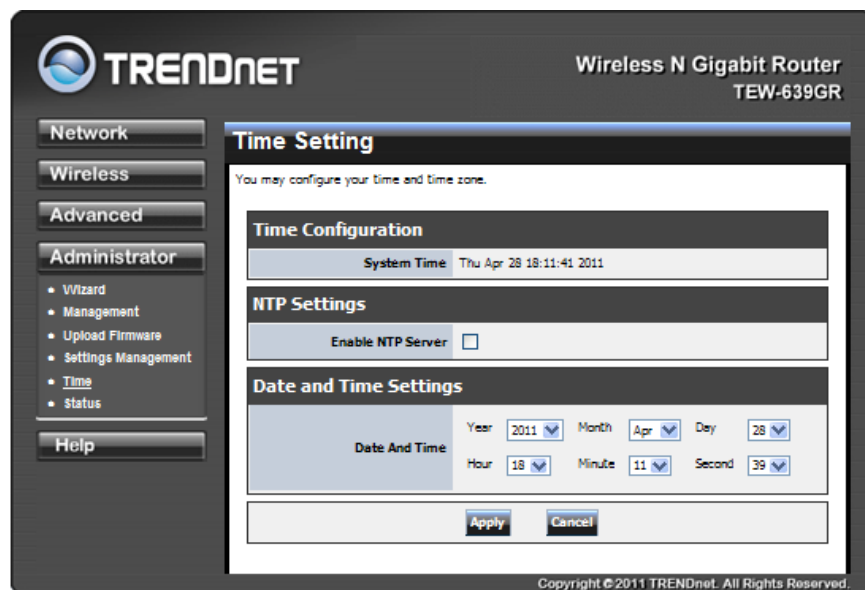 TRENDNET
Wireless N Gigabit Router
TEW-639GR
Network
Wireless
Advanced
Administrator
Wizard
Management
Upload Firmware
Settings Management
Time
Status
Help
Time Setting
You may configure your time and time zone.
Time Configuration
System Time Thu Apr 28 18:11:41 2011
NTP Settings
Enable NTP Server
Date and Time Settings
Date And Time
Year 2011 Month Apr Day 28
Hour 18 Minute 11 Second 39
Apply Cancel
Copyright © 2011 TRENDnet. All Rights Reserved.